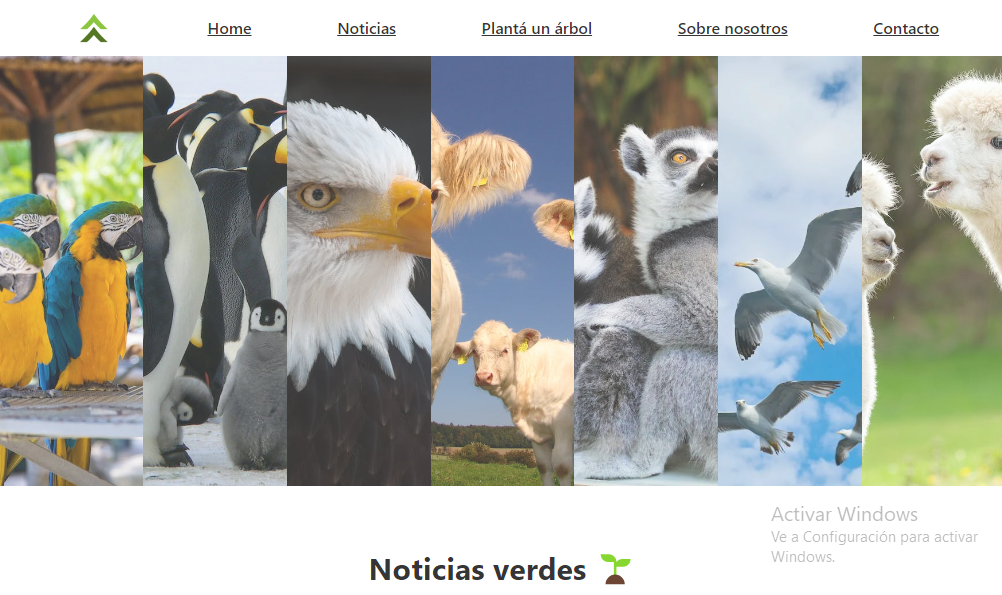 Home
Noticias
Plantá un árbol
Sobre nosotros
Contacto
Activar Windows
Ve a Configuración para activar
Windows.
Noticias verdes